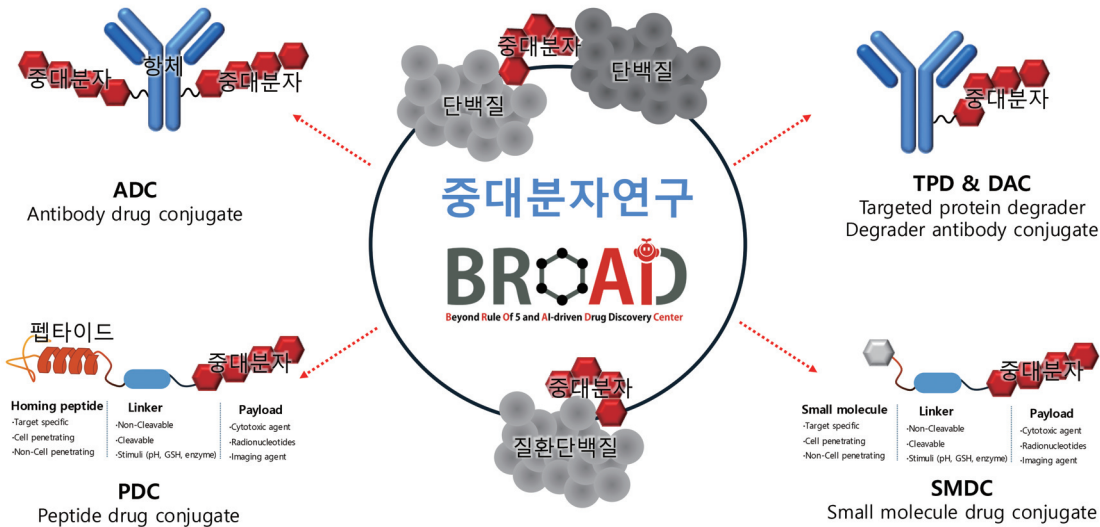 중대분자
항체
중대분자
ADC
Antibody drug conjugate
중대분자
단백질
단백질
중대분자
TPD & DAC
Targeted protein degrader
Degrader antibody conjugate
중대분자연구
BROAID
Beyond Rule Of 5 and AI-driven Drug Discovery Center
펩타이드
중대분자
Homing peptide
·Target specific
·Cell penetrating
·Non-Cell penetrating
Linker
·Non-Cleavable
·Cleavable
·Stimuli (pH, GSH, enzyme)
Payload
·Cytotoxic agent
·Radionucleotides
·Imaging agent
PDC
Peptide drug conjugate
중대분자
질환단백질
중대분자
Small molecule
·Target specific
·Cell penetrating
·Non-Cell penetrating
Linker
·Non-Cleavable
·Cleavable
·Stimuli (pH, GSH, enzyme)
Payload
·Cytotoxic agent
·Radionucleotides
·Imaging agent
SMDC
Small molecule drug conjugate